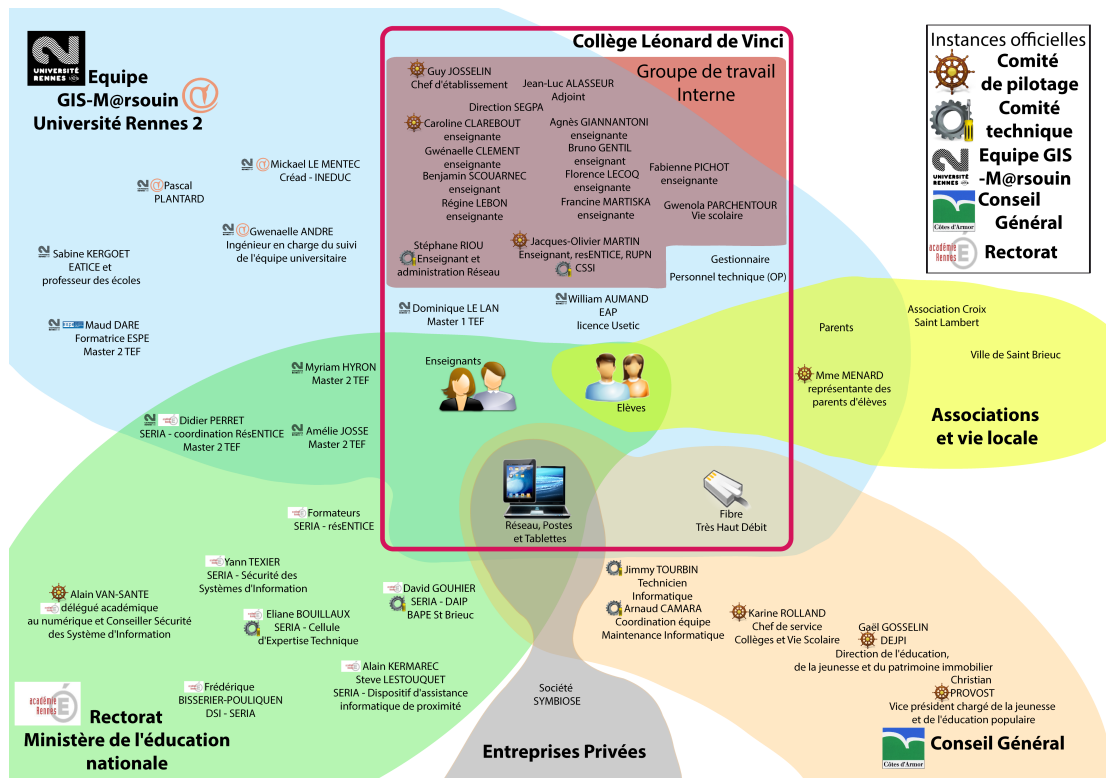 UNIVERSITÉ
RENNES
Equipe
GIS-M@rsouin
Université Rennes 2
Mickael LE MENTEC
Créad - INEDUC
Pascal
PLANTARD
Gwenaelle ANDRE
Ingénieur en charge du suivi
de l'équipe universitaire
Sabine KERGOET
EATICE et
professeur des écoles
Maud DARE
Formatrice ESPE
Master 2 TEF
Collège Léonard de Vinci
Groupe de travail
Interne
Guy JOSSELIN
Chef d'établissement
Jean-Luc ALASSEUR
Adjoint
Direction SEGPA
Caroline CLAREBOUT
enseignante
Agnès GIANNANTONI
enseignante
Gwénaelle CLEMENT
enseignante
Bruno GENTIL
enseignant
Benjamin SCOUARNEC
enseignant
Florence LECOQ
enseignante
Fabienne PICHOT
enseignante
Régine LEBON
enseignante
Francine MARTISKA
enseignante
Gwenola PARCHENTOUR
Vie scolaire
Stéphane RIOU
Enseignant et
administration Réseau
Jacques-Olivier MARTIN
Enseignant, resENTICE, RUPN
CSSI
Gestionnaire
Personnel technique (OP)
Dominique LE LAN
Master 1 TEF
William AUMAND
EAP
licence Usetic
Enseignants
Elèves
Réseau, Postes
et Tablettes
Fibre
Très Haut Débit
Instances officielles
Comité
de pilotage
Comité
technique
UNIVERSITÉ
RENNES
Equipe GIS
-M@rsouin
Côtes d'Armor
Conseil
Général
académie
Rennes
Rectorat
Parents
Association Croix
Saint Lambert
Ville de Saint Brieuc
Mme MENARD
représentante des
parents d'élèves
Associations
et vie locale
Myriam HYRON
Master 2 TEF
Didier PERRET
SERIA - coordination RésENTICE
Master 2 TEF
Amélie JOSSE
Master 2 TEF
Formateurs
SERIA - résENTICE
Yann TEXIER
SERIA - Sécurité des
Systèmes d'Information
Alain VAN-SANTE
délégué académique
au numérique et Conseiller Sécurité
des Système d'Information
Eliane BOUILLAUX
SERIA - Cellule
d'Expertise Technique
David GOUHIER
SERIA - DAIP
BAPE St Brieuc
Alain KERMAREC
Steve LESTOUQUET
SERIA - Dispositif d'assistance
informatique de proximité
Frédérique
BISSERIER-POULIQUEN
DSI - SERIA
académie
Rennes
Rectorat
Ministère de l'éducation
nationale
Société
SYMBIOSE
Entreprises Privées
Jimmy TOURBIN
Technicien
Informatique
Arnaud CAMARA
Coordination équipe
Maintenance Informatique
Karine ROLLAND
Chef de service
Collèges et Vie Scolaire
Gaël GOSSELIN
DEJPI
Direction de l'éducation,
de la jeunesse et du patrimoine immobilier
Christian
PROVOST
Vice président chargé de la jeunesse
et de l'éducation populaire
Côtes d'Armor
Conseil Général